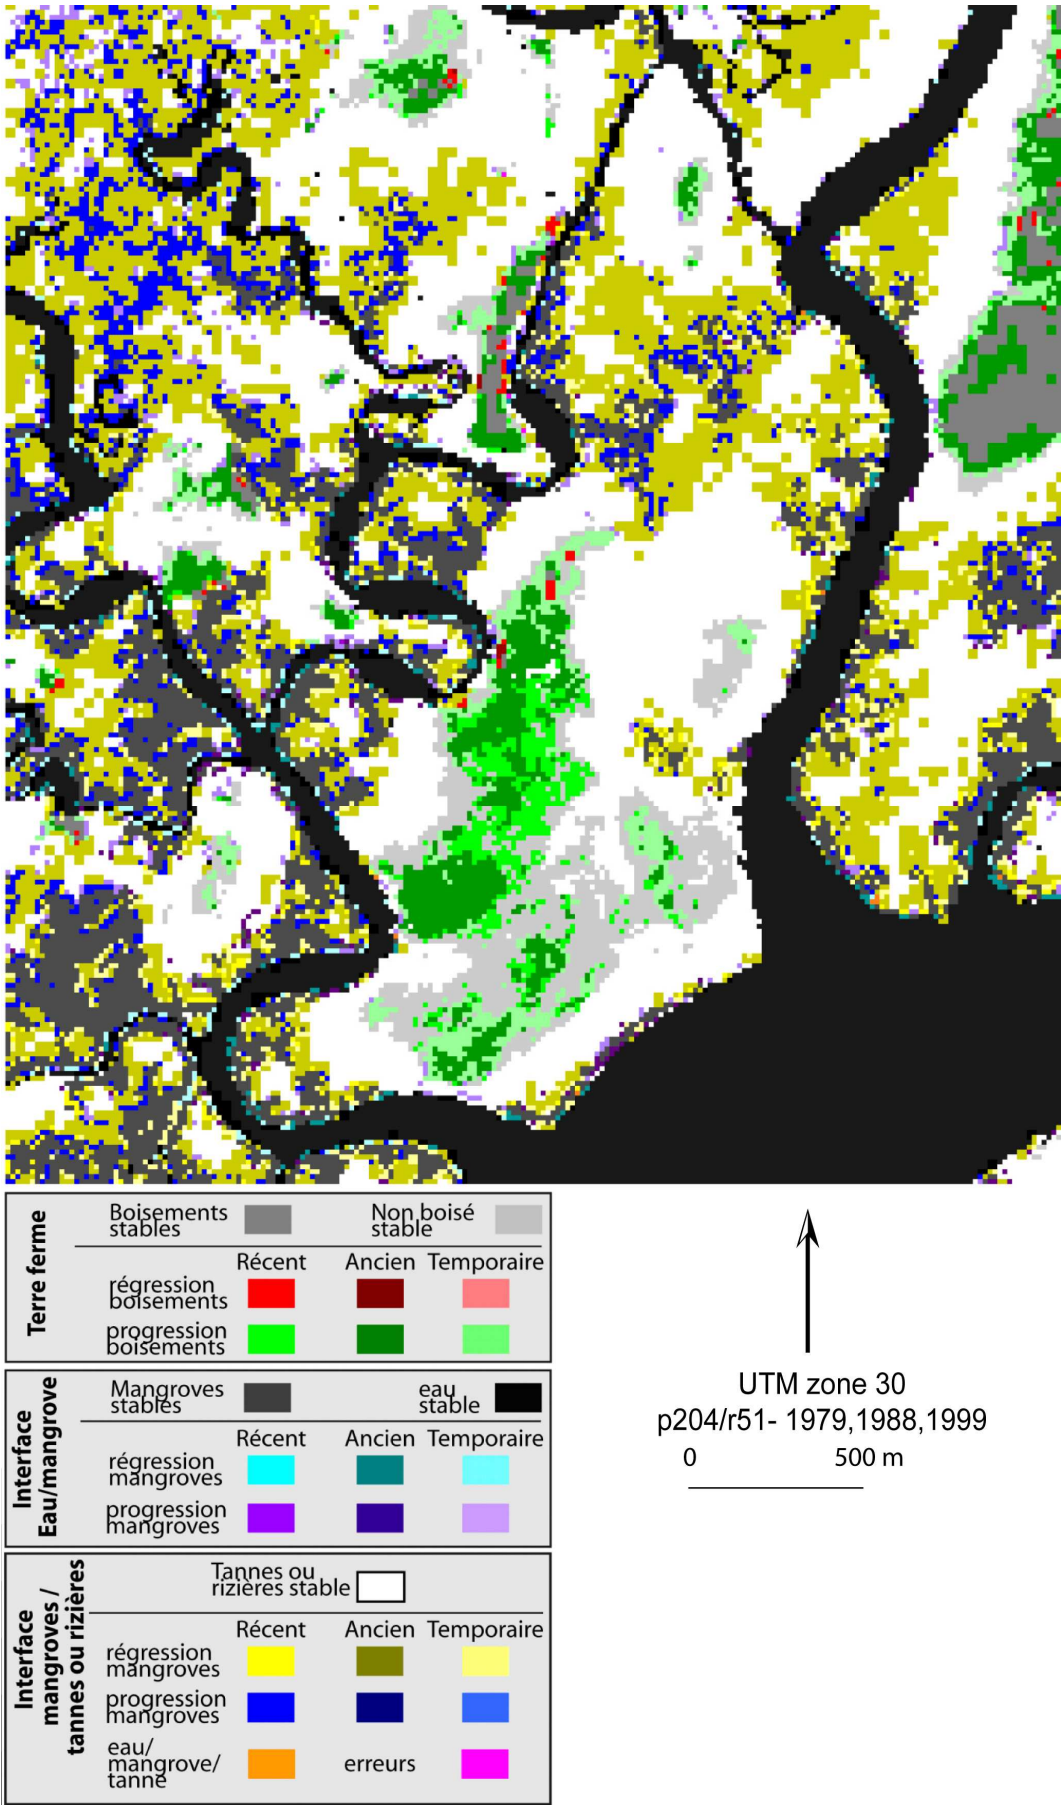 Terre ferme
Boisements
stables
Non boisé
stable
Récent Ancien Temporaire
régression
boisements
progression
boisements
Interface
Eau/mangrove
Mangroves
stables
eau
stable
Récent Ancien Temporaire
régression
mangroves
progression
mangroves
Interface
mangroves /
tannes ou rizières
Tannes ou
rizières stable
Récent Ancien Temporaire
régression
mangroves
progression
mangroves
eau/
mangrove/
tanne
erreurs
UTM zone 30
p204/r51- 1979,1988,1999
0 500 m